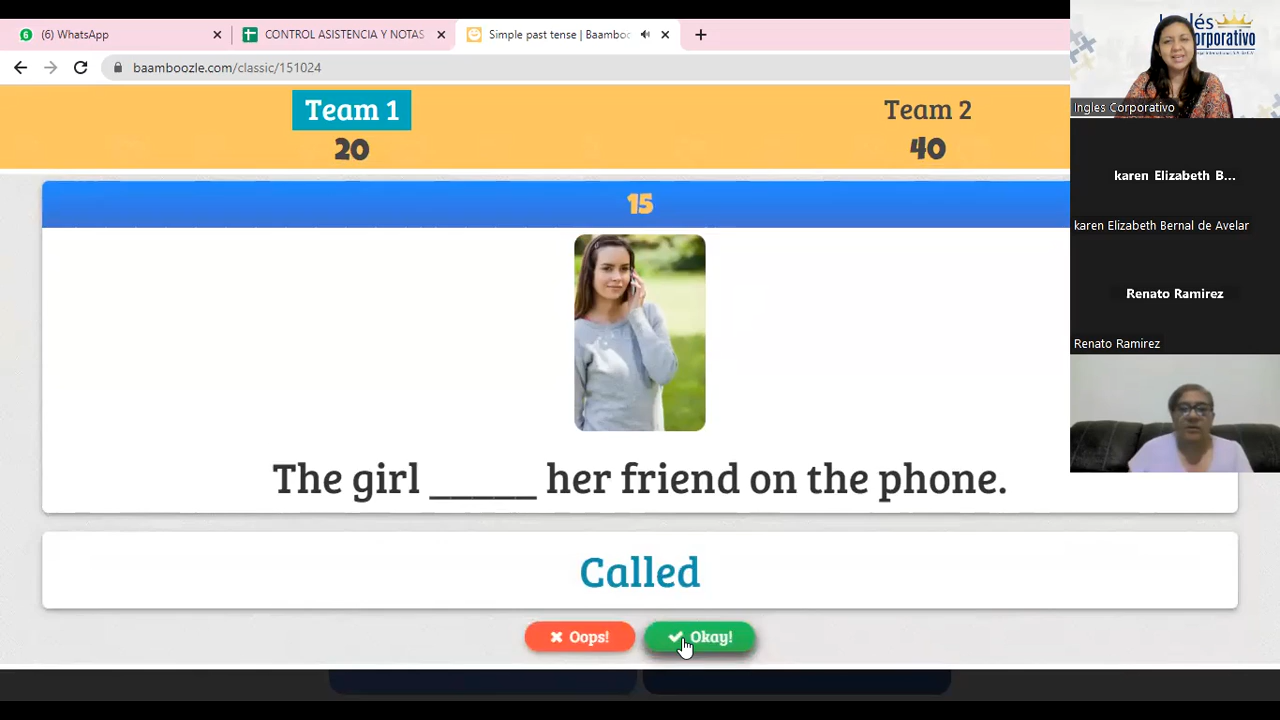 6 (6) WhatsApp
CONTROL ASISTENCIA Y NOTAS
Simple past tense | Baambo
baamboozle.com/classic/151024
Team 1
20
Team 2
40
15
The girl _____ her friend on the phone.
Called
Oops!
Okay!
Inglés
Corporativo
Ingles Corporativo
karen Elizabeth B...
karen Elizabeth Bernal de Avelar
Renato Ramirez
Renato Ramirez